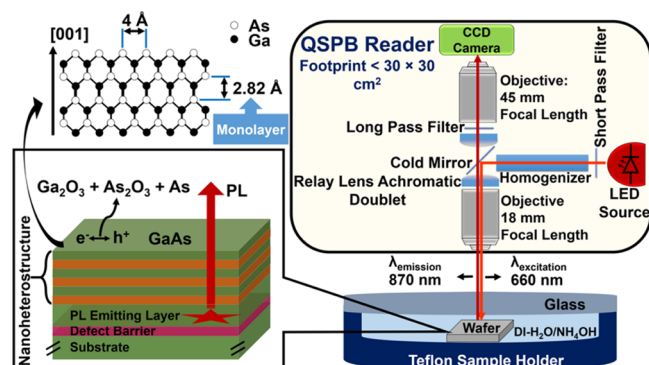 As
Ga
[001]
4 Å
2.82 Å
Monolayer
Ga₂O₃ + As₂O₃ + As
PL
e⁻
h⁺
GaAs
Nanoheterostructure
PL Emitting Layer
Defect Barrier
Substrate
QSPB Reader
Footprint < 30 × 30
cm²
CCD
Camera
Objective:
45 mm
Focal Length
Short Pass Filter
Long Pass Filter
Cold Mirror
Relay Lens Achromatic
Doublet
Homogenizer
LED
Source
Objective
18 mm
Focal Length
λemission
870 nm
λexcitation
660 nm
Glass
Wafer
DI-H₂O/NH₄OH
Teflon Sample Holder